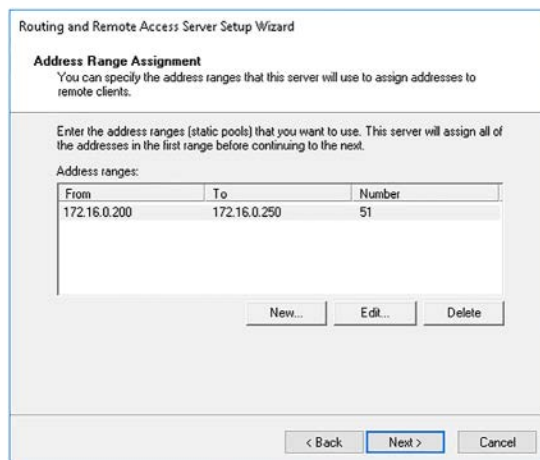 Routing and Remote Access Server Setup Wizard
Address Range Assignment
You can specify the address ranges that this server will use to assign addresses to
remote clients.
Enter the address ranges (static pools) that you want to use. This server will assign all of
the addresses in the first range before continuing to the next.
Address ranges:
From To Number
172.16.0.200 172.16.0.250 51
New... Edit... Delete
< Back Next > Cancel